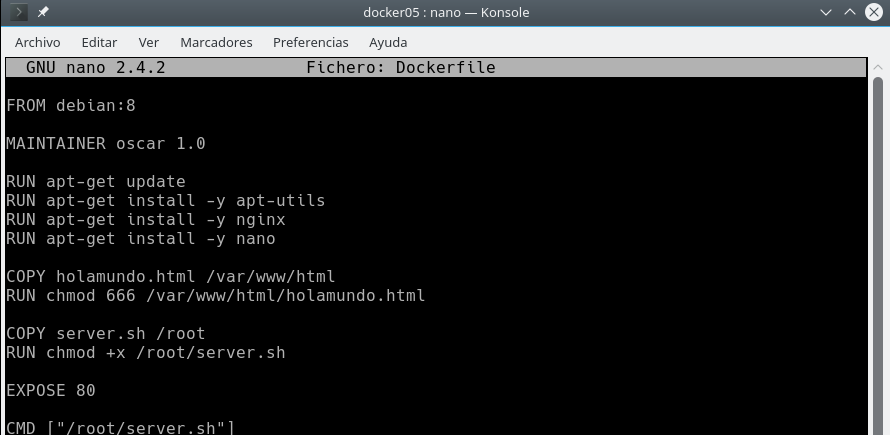 docker05 : nano — Konsole
Archivo Editar Ver Marcadores Preferencias Ayuda
GNU nano 2.4.2 Fichero: Dockerfile
FROM debian:8
MAINTAINER oscar 1.0
RUN apt-get update
RUN apt-get install -y apt-utils
RUN apt-get install -y nginx
RUN apt-get install -y nano
COPY holamundo.html /var/www/html
RUN chmod 666 /var/www/html/holamundo.html
COPY server.sh /root
RUN chmod +x /root/server.sh
EXPOSE 80
CMD ["/root/server.sh"]